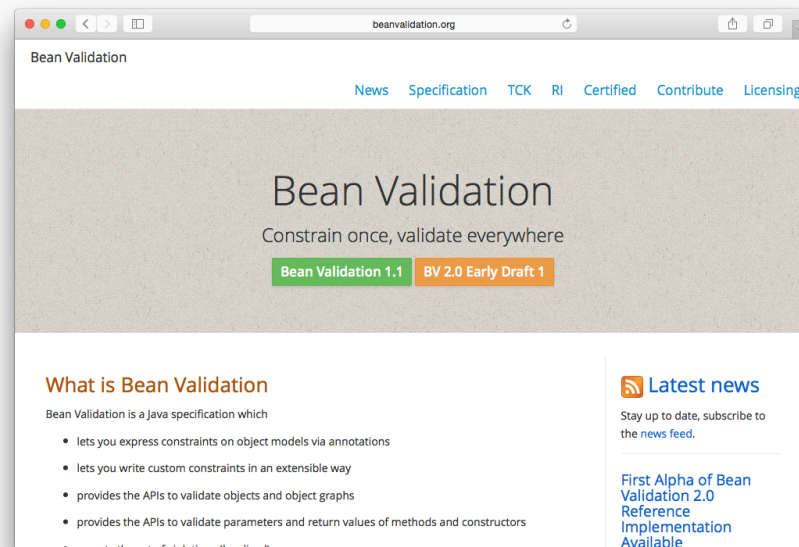 beanvalidation.org
Bean Validation
News Specification TCK RI Certified Contribute Licensing
Bean Validation
Constrain once, validate everywhere
Bean Validation 1.1 BV 2.0 Early Draft 1
What is Bean Validation
Bean Validation is a Java specification which
lets you express constraints on object models via annotations
lets you write custom constraints in an extensible way
provides the APIs to validate objects and object graphs
provides the APIs to validate parameters and return values of methods and constructors
Latest news
Stay up to date, subscribe to
the news feed.
First Alpha of Bean
Validation 2.0
Reference
Implementation
Available